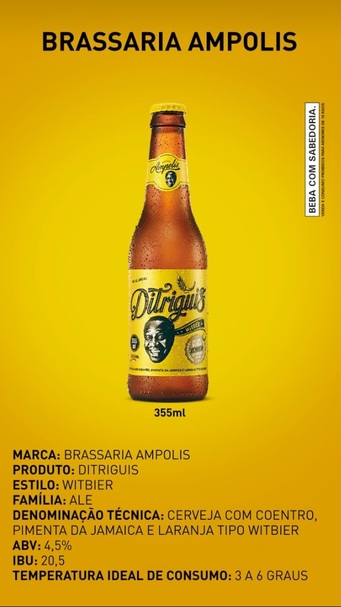 BRASSARIA AMPOLIS
BEBA COM SABEDORIA.
Ampolis
Ditriguis
WITBIER
355ml
MARCA: BRASSARIA AMPOLIS
PRODUTO: DITRIGUIS
ESTILO: WITBIER
FAMÍLIA: ALE
DENOMINAÇÃO TÉCNICA: CERVEJA COM COENTRO,
PIMENTA DA JAMAICA E LARANJA TIPO WITBIER
ABV: 4,5%
IBU: 20,5
TEMPERATURA IDEAL DE CONSUMO: 3 A 6 GRAUS